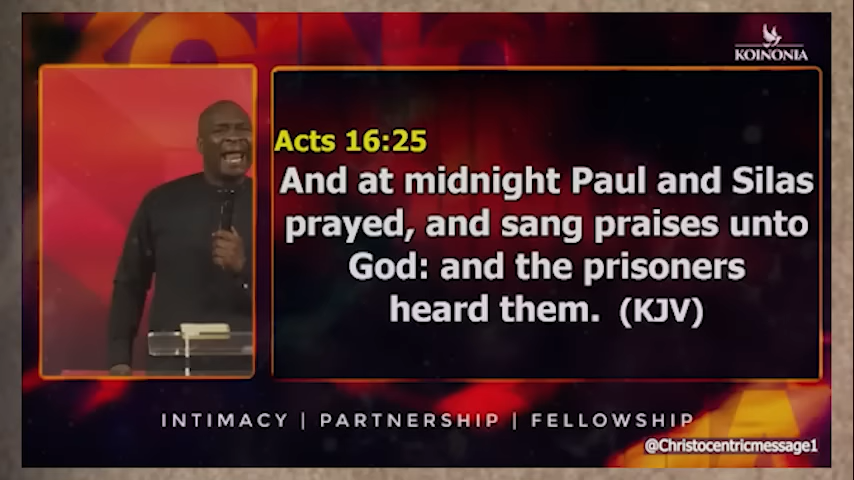 KOINONIA
Acts 16:25
And at midnight Paul and Silas
prayed, and sang praises unto
God: and the prisoners
heard them. (KJV)
INTIMACY | PARTNERSHIP | FELLOWSHIP
@Christocentricmessage1